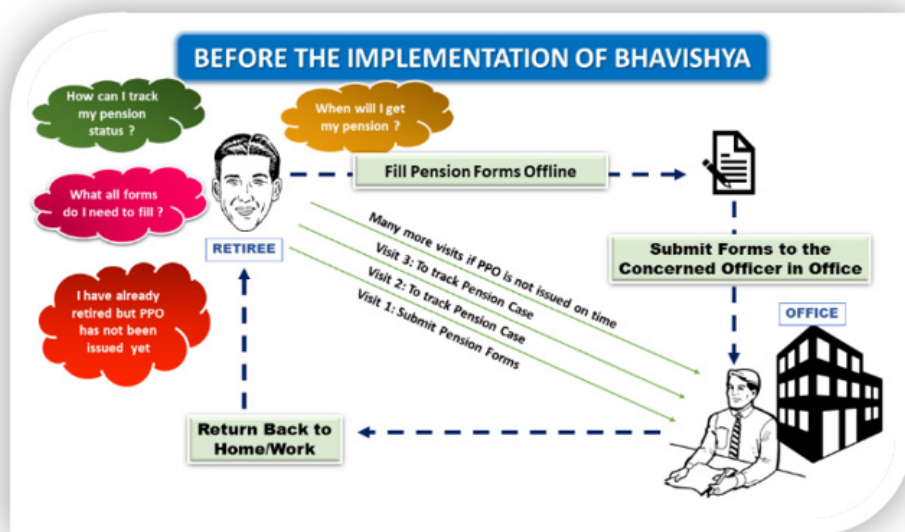 BEFORE THE IMPLEMENTATION OF BHAVISHYA
How can I track
my pension
status ?
When will I get
my pension ?
Fill Pension Forms Offline
What all forms
do I need to fill ?
RETIREE
Many more visits if PPO is not issued on time
Visit 3: To track Pension Case
Visit 2: To track Pension Case
Visit 1: Submit Pension Forms
Submit Forms to the
Concerned Officer in Office
I have already
retired but PPO
has not been
issued yet
OFFICE
Return Back to
Home/Work